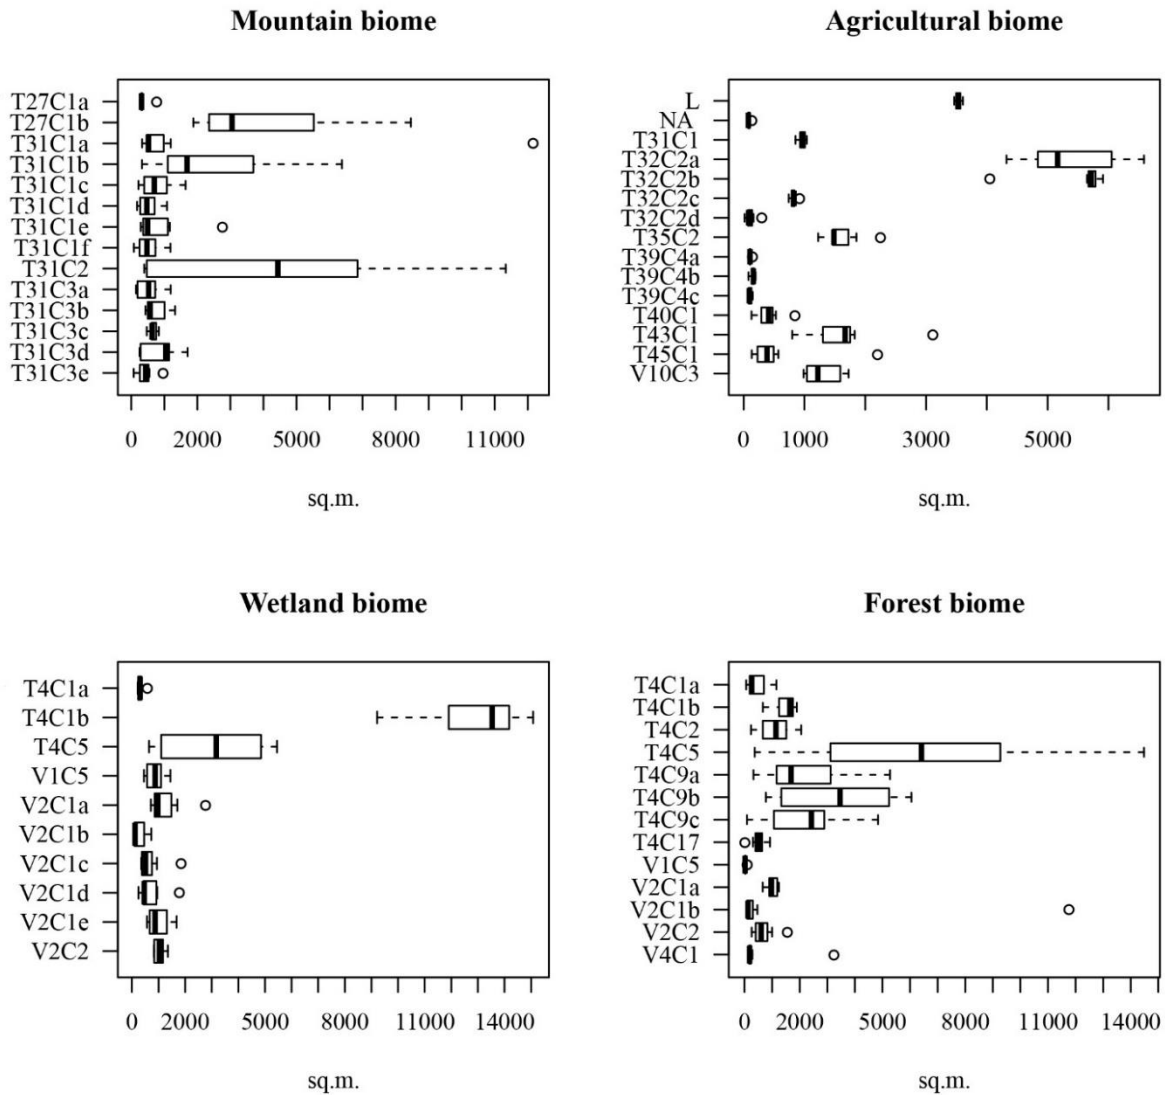 Mountain biome
T27C1a
T27C1b
T31C1a
T31C1b
T31C1c
T31C1d
T31C1e
T31C1f
T31C2
T31C3a
T31C3b
T31C3c
T31C3d
T31C3e
0 2000 5000 8000 11000
sq.m.
Agricultural biome
L
NA
T31C1
T32C2a
T32C2b
T32C2c
T32C2d
T35C2
T39C4a
T39C4b
T39C4c
T40C1
T43C1
T45C1
V10C3
0 1000 3000 5000
sq.m.
Wetland biome
T4C1a
T4C1b
T4C5
V1C5
V2C1a
V2C1b
V2C1c
V2C1d
V2C1e
V2C2
0 2000 5000 8000 11000 14000
sq.m.
Forest biome
T4C1a
T4C1b
T4C2
T4C5
T4C9a
T4C9b
T4C9c
T4C17
V1C5
V2C1a
V2C1b
V2C2
V4C1
0 2000 5000 8000 11000 14000
sq.m.